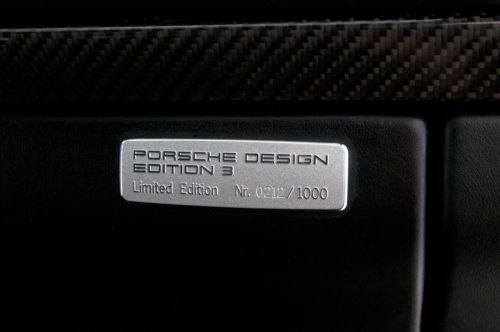 PORSCHE DESIGN
EDITION 3
Limited Edition Nr. 0212/1000